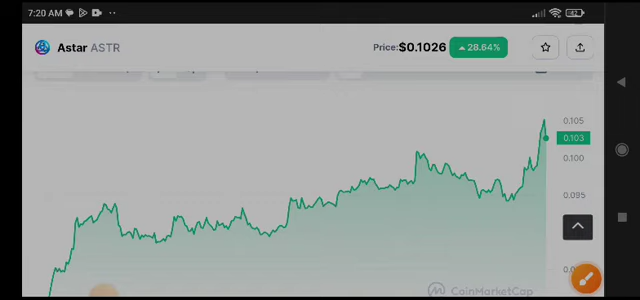 7:20 AM
42
Astar ASTR
Price:$0.1026 ▲ 28.64%
0.105
0.103
0.100
0.095
CoinMarketCap